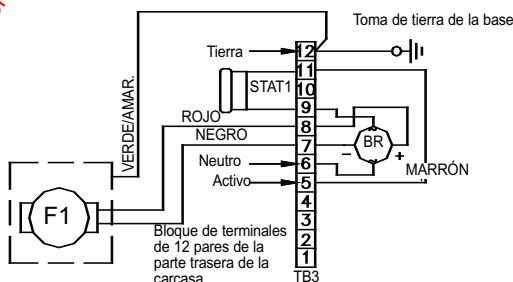 Toma de tierra de la base
Tierra
12
11
STAT1
10
9
VERDE/AMAR.
ROJO
8
NEGRO
7
BR
- +
Neutro
6
MARRÓN
Activo
5
F1
4
3
2
1
Bloque de terminales
de 12 pares de la
parte trasera de la
carcasa
TB3